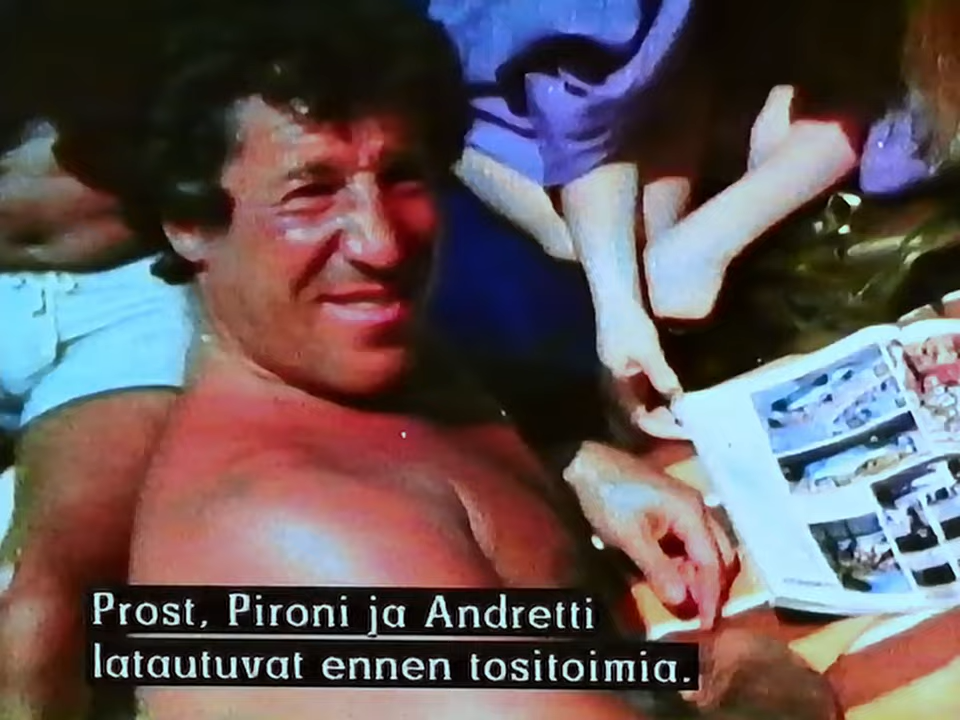 Prost, Pironi ja Andretti
latautuvat ennen tositoimia.